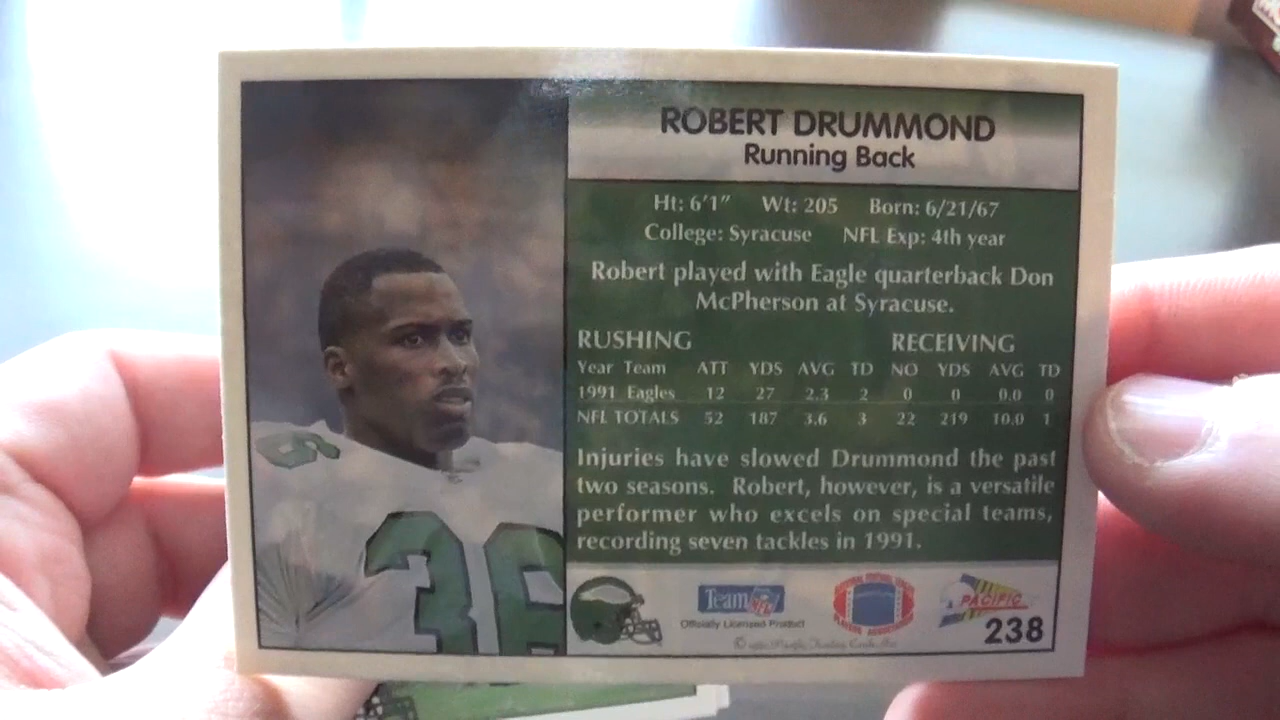 ROBERT DRUMMOND
Running Back
Ht: 6'1" Wt: 205 Born: 6/21/67
College: Syracuse NFL Exp: 4th year
Robert played with Eagle quarterback Don
McPherson at Syracuse.
RUSHING RECEIVING
Year Team ATT YDS AVG TD NO YDS AVG TD
1991 Eagles 12 27 2.3 2 0 0 0.0 0
NFL TOTALS 52 187 3.6 3 22 219 10.0 1
Injuries have slowed Drummond the past
two seasons. Robert, however, is a versatile
performer who excels on special teams,
recording seven tackles in 1991.
36
Team NFL
Officially Licensed Product
PACIFIC
238